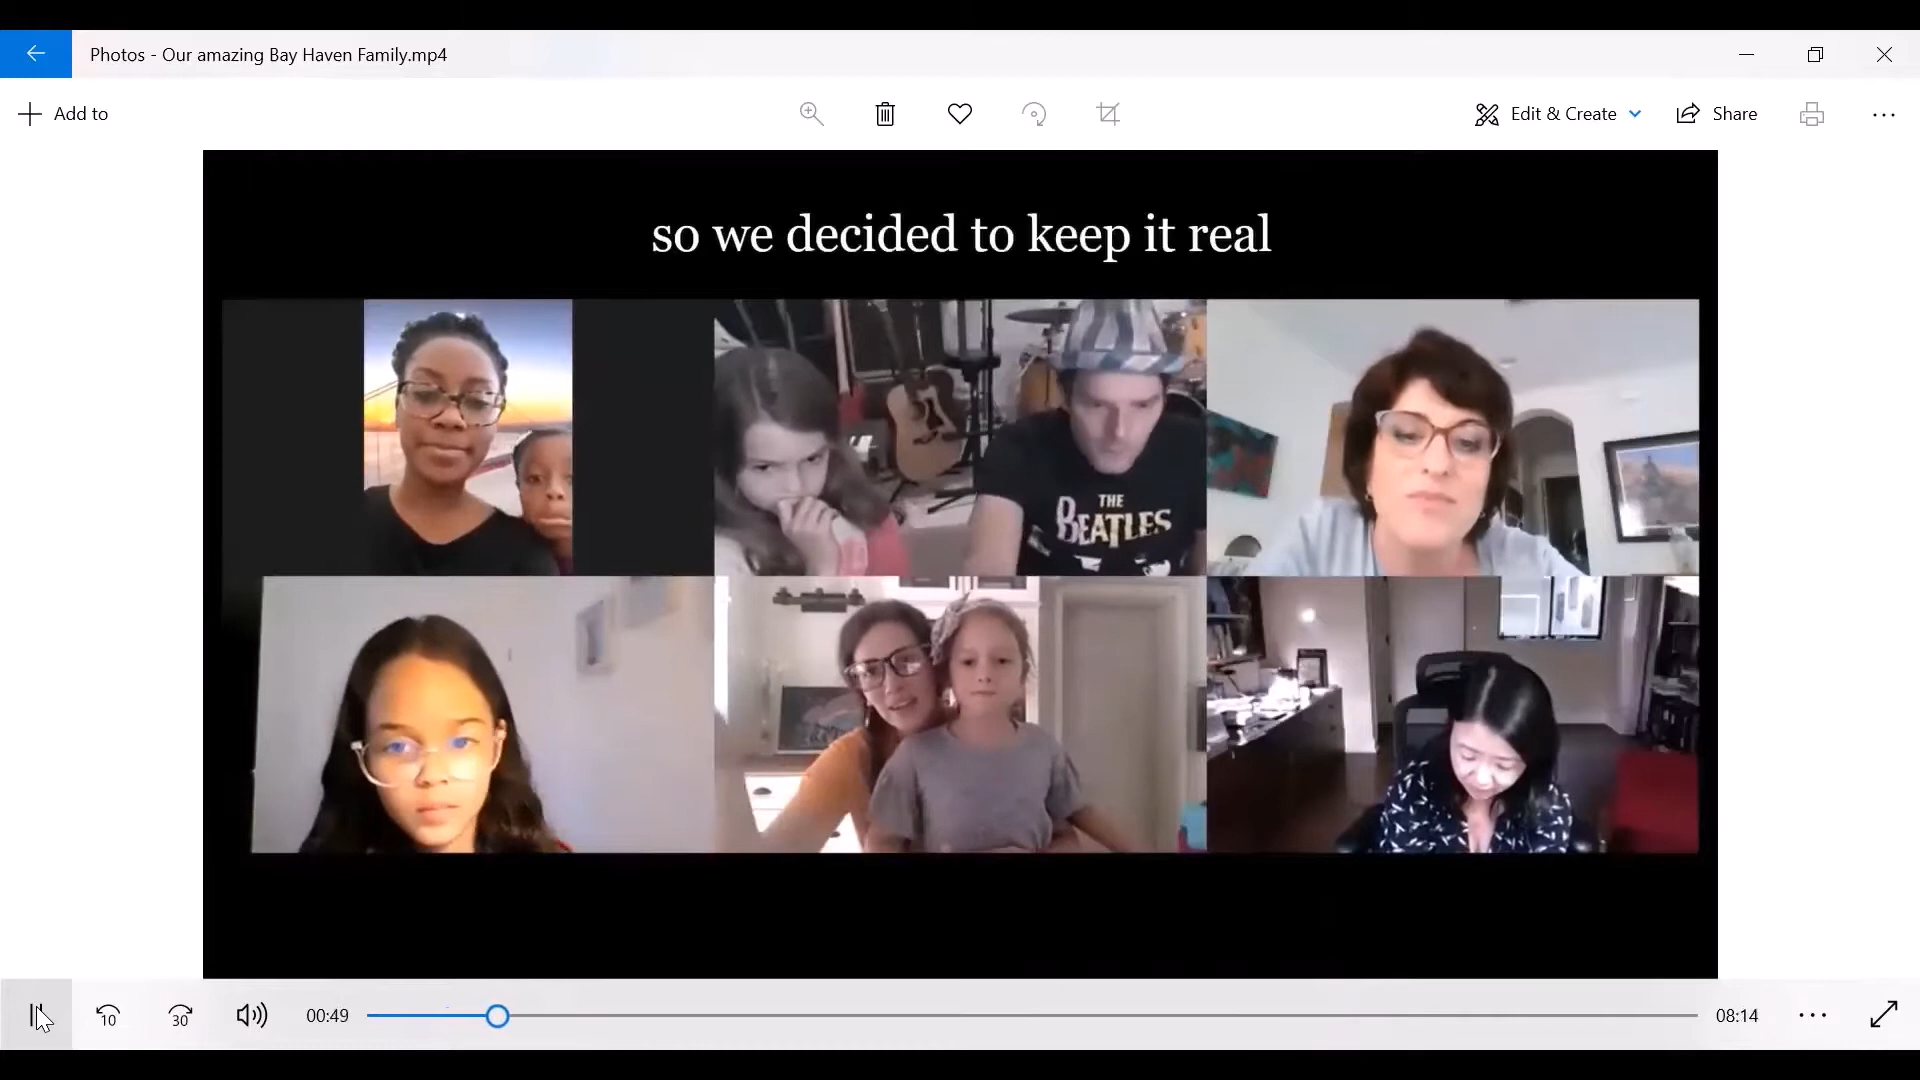 Photos - Our amazing Bay Haven Family.mp4
Add to
Edit & Create
Share
so we decided to keep it real
THE
BEATLES
10
30
00:49
08:14